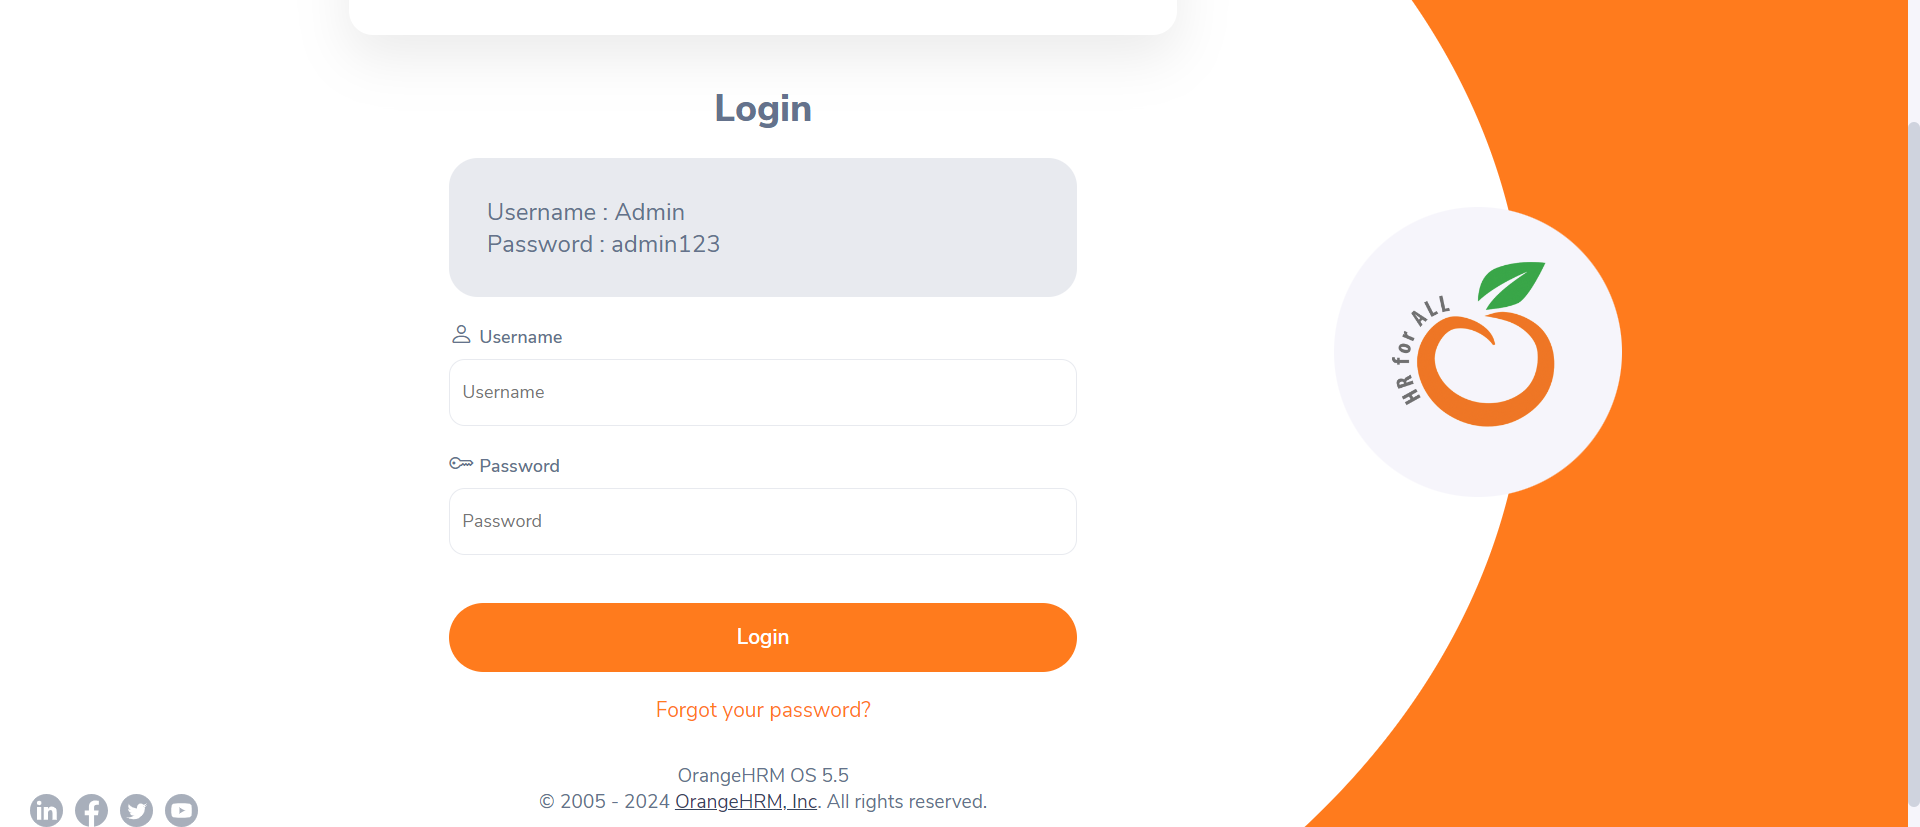 Login
Username : Admin
Password : admin123
Username
Username
Password
Password
Login
Forgot your password?
OrangeHRM OS 5.5
© 2005 - 2024 OrangeHRM, Inc. All rights reserved.
HR for ALL